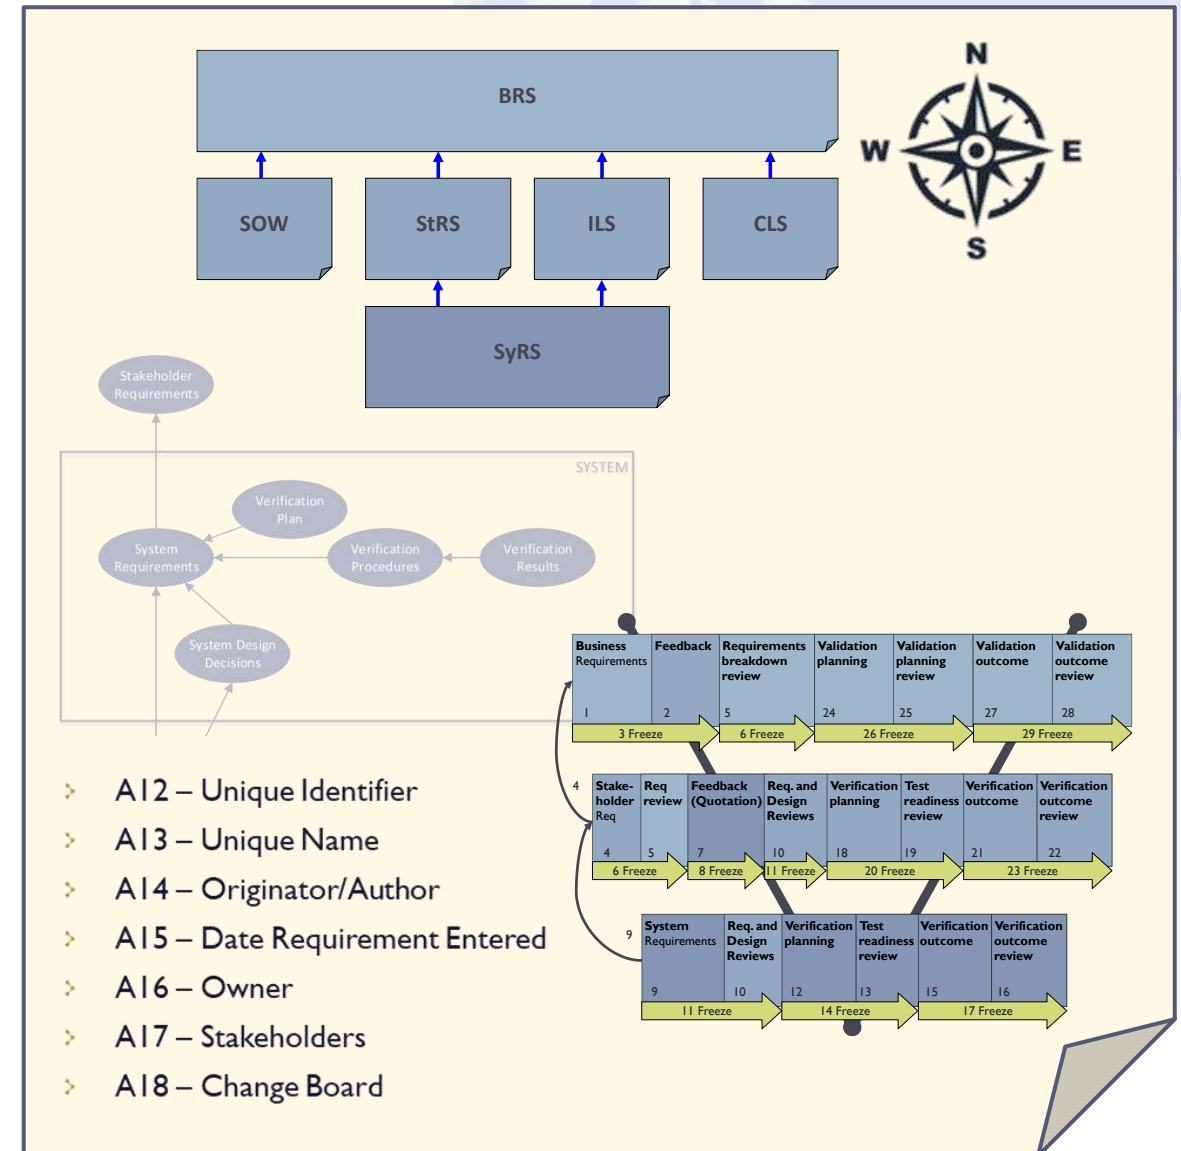 BRS
N
W
E
S
SOW
StRS
ILS
CLS
SyRS
Stakeholder
Requirements
SYSTEM
Verification
Plan
System
Requirements
Verification
Procedures
Verification
Results
System Design
Decisions
Business
Requirements
1
Feedback
2
Requirements
breakdown
review
5
Validation
planning
24
Validation
planning
review
25
Validation
outcome
27
Validation
outcome
review
28
3 Freeze
6 Freeze
26 Freeze
29 Freeze
4
Stake-
holder
Req
4
Req
review
5
Feedback
(Quotation)
7
Req. and
Design
Reviews
10
Verification
planning
18
Test
readiness
review
19
Verification
outcome
21
Verification
outcome
review
22
6 Freeze
8 Freeze
11 Freeze
20 Freeze
23 Freeze
9
System
Requirements
9
Req. and
Design
Reviews
10
Verification
planning
12
Test
readiness
review
13
Verification
outcome
15
Verification
outcome
review
16
11 Freeze
14 Freeze
17 Freeze
A12 – Unique Identifier
A13 – Unique Name
A14 – Originator/Author
A15 – Date Requirement Entered
A16 – Owner
A17 – Stakeholders
A18 – Change Board